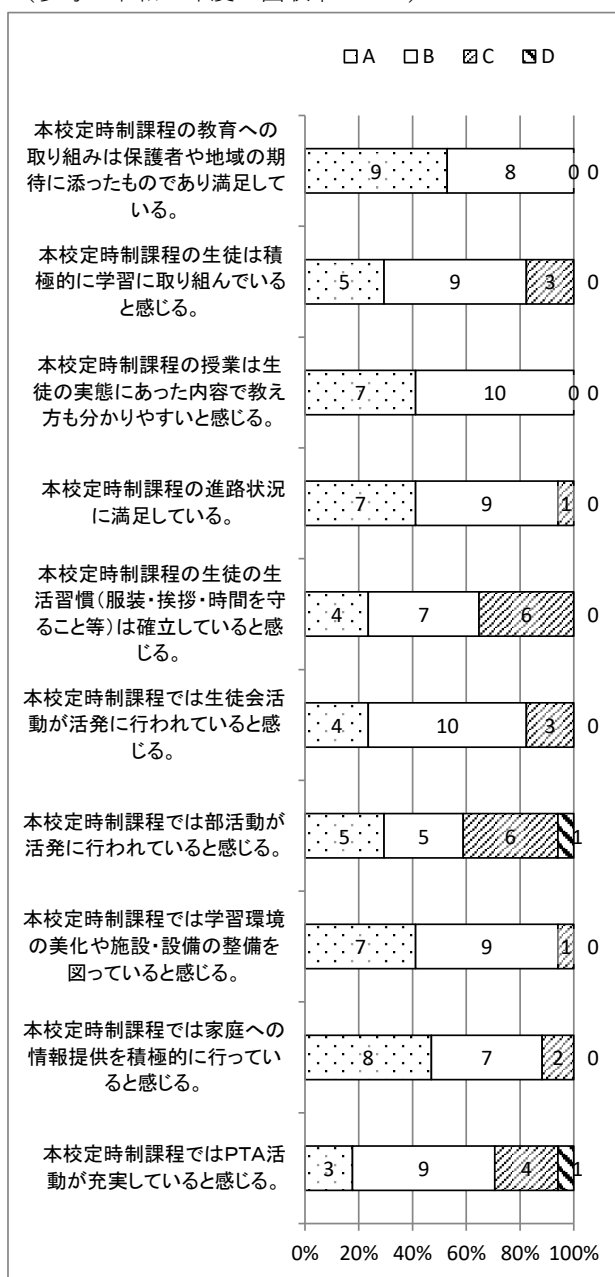 A B C D
本校定時制課程の教育への
取り組みは保護者や地域の期
待に添ったものであり満足して
いる。
9 8 0 0
本校定時制課程の生徒は積
極的に学習に取り組んでいる
と感じる。
5 9 3 0
本校定時制課程の授業は生
徒の実態にあった内容で教え
方も分かりやすいと感じる。
7 10 0 0
本校定時制課程の進路状況
に満足している。
7 9 1 0
本校定時制課程の生徒の生
活習慣(服装・挨拶・時間を守
ること等)は確立していると感
じる。
4 7 6 0
本校定時制課程では生徒会活
動が活発に行われていると感
じる。
4 10 3 0
本校定時制課程では部活動が
活発に行われていると感じる。
5 5 6 1
本校定時制課程では学習環境
の美化や施設・設備の整備を
図っていると感じる。
7 9 1 0
本校定時制課程では家庭への
情報提供を積極的に行ってい
ると感じる。
8 7 2 0
本校定時制課程ではPTA活
動が充実していると感じる。
3 9 4 1
0% 20% 40% 60% 80% 100%